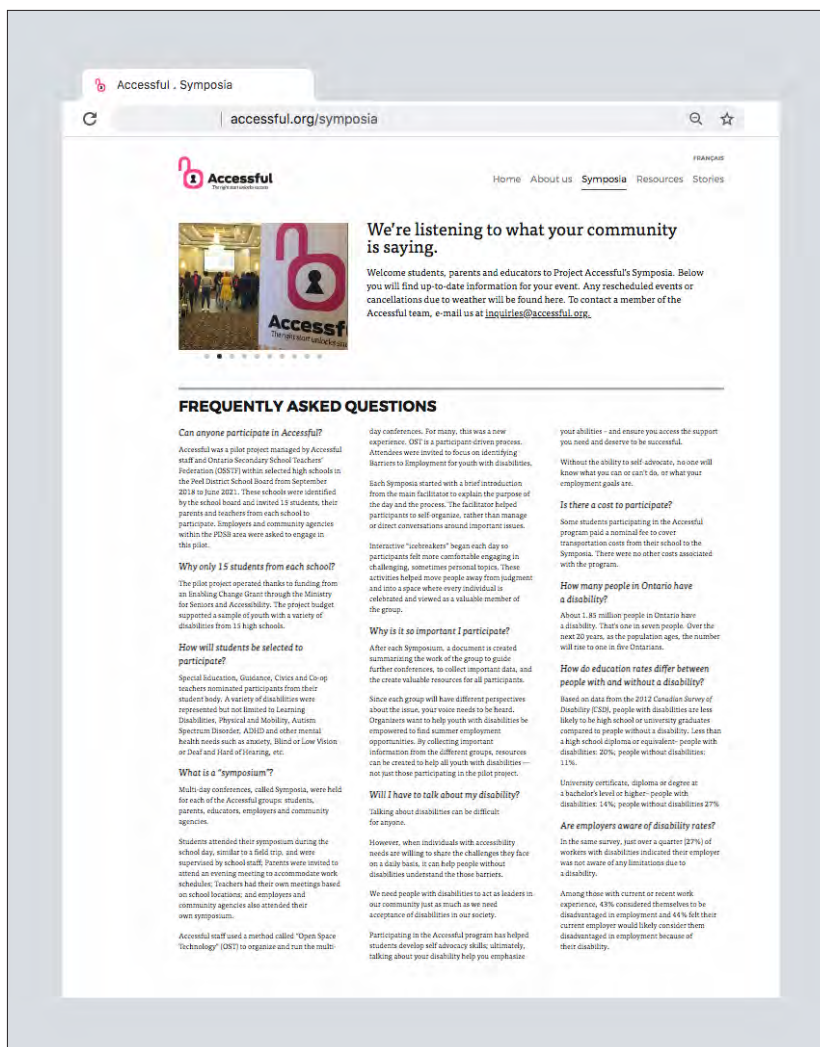 Accessful . Symposia
accessful.org/symposia
FRANÇAIS
Accessful
The right start unlocks success
Home About us Symposia Resources Stories
Accessf
The right start unlocks suc
We're listening to what your community
is saying.
Welcome students, parents and educators to Project Accessful's Symposia. Below
you will find up-to-date information for your event. Any rescheduled events or
cancellations due to weather will be found here. To contact a member of the
Accessful team, e-mail us at inquiries@accessful.org.
FREQUENTLY ASKED QUESTIONS
Can anyone participate in Accessful?
Accessful was a pilot project managed by Accessful
staff and Ontario Secondary School Teachers'
Federation (OSSTF) within selected high schools in
the Peel District School Board from September
2018 to June 2021. These schools were identified
by the school board and invited 15 students, their
parents and teachers from each school to
participate. Employers and community agencies
within the PDSB area were asked to engage in
this pilot.
Why only 15 students from each school?
The pilot project operated thanks to funding from
an Enabling Change Grant through the Ministry
for Seniors and Accessibility. The project budget
supported a sample of youth with a variety of
disabilities from 15 high schools.
How will students be selected to
participate?
Special Education, Guidance, Civics and Co-op
teachers nominated participants from their
student body. A variety of disabilities were
represented but not limited to Learning
Disabilities, Physical and Mobility, Autism
Spectrum Disorder, ADHD and other mental
health needs such as anxiety, Blind or Low Vision
or Deaf and Hard of Hearing, etc.
What is a "symposium"?
Multi-day conferences, called Symposia, were held
for each of the Accessful groups: students,
parents, educators, employers and community
agencies.
Students attended their symposium during the
school day, similar to a field trip, and were
supervised by school staff; Parents were invited to
attend an evening meeting to accommodate work
schedules; Teachers had their own meetings based
on school locations; and employers and
community agencies also attended their
own symposium.
Accessful staff used a method called "Open Space
Technology" (OST) to organize and run the multi-
day conferences. For many, this was a new
experience. OST is a participant-driven process.
Attendees were invited to focus on identifying
Barriers to Employment for youth with disabilities.
Each Symposia started with a brief introduction
from the main facilitator to explain the purpose of
the day and the process. The facilitator helped
participants to self-organize, rather than manage
or direct conversations around important issues.
Interactive "icebreakers" began each day so
participants felt more comfortable engaging in
challenging, sometimes personal topics. These
activities helped move people away from judgment
and into a space where every individual is
celebrated and viewed as a valuable member of
the group.
Why is it so important I participate?
After each Symposium, a document is created
summarizing the work of the group to guide
further conferences, to collect important data, and
the create valuable resources for all participants.
Since each group will have different perspectives
about the issue, your voice needs to be heard.
Organizers want to help youth with disabilities be
empowered to find summer employment
opportunities. By collecting important
information from the different groups, resources
can be created to help all youth with disabilities —
not just those participating in the pilot project.
Will I have to talk about my disability?
Talking about disabilities can be difficult
for anyone.
However, when individuals with accessibility
needs are willing to share the challenges they face
on a daily basis, it can help people without
disabilities understand the those barriers.
We need people with disabilities to act as leaders in
our community just as much as we need
acceptance of disabilities in our society.
Participating in the Accessful program has helped
students develop self advocacy skills; ultimately,
talking about your disability help you emphasize
your abilities – and ensure you access the support
you need and deserve to be successful.
Without the ability to self-advocate, no one will
know what you can or can't do, or what your
employment goals are.
Is there a cost to participate?
Some students participating in the Accessful
program paid a nominal fee to cover
transportation costs from their school to the
Symposia. There were no other costs associated
with the program.
How many people in Ontario have
a disability?
About 1.85 million people in Ontario have
a disability. That's one in seven people. Over the
next 20 years, as the population ages, the number
will rise to one in five Ontarians.
How do education rates differ between
people with and without a disability?
Based on data from the 2012 Canadian Survey of
Disability (CSD), people with disabilities are less
likely to be high school or university graduates
compared to people without a disability. Less than
a high school diploma or equivalent– people with
disabilities: 20%; people without disabilities:
11%.
University certificate, diploma or degree at
a bachelor's level or higher– people with
disabilities: 14%; people without disabilities 27%
Are employers aware of disability rates?
In the same survey, just over a quarter (27%) of
workers with disabilities indicated their employer
was not aware of any limitations due to
a disability.
Among those with current or recent work
experience, 43% considered themselves to be
disadvantaged in employment and 44% felt their
current employer would likely consider them
disadvantaged in employment because of
their disability.